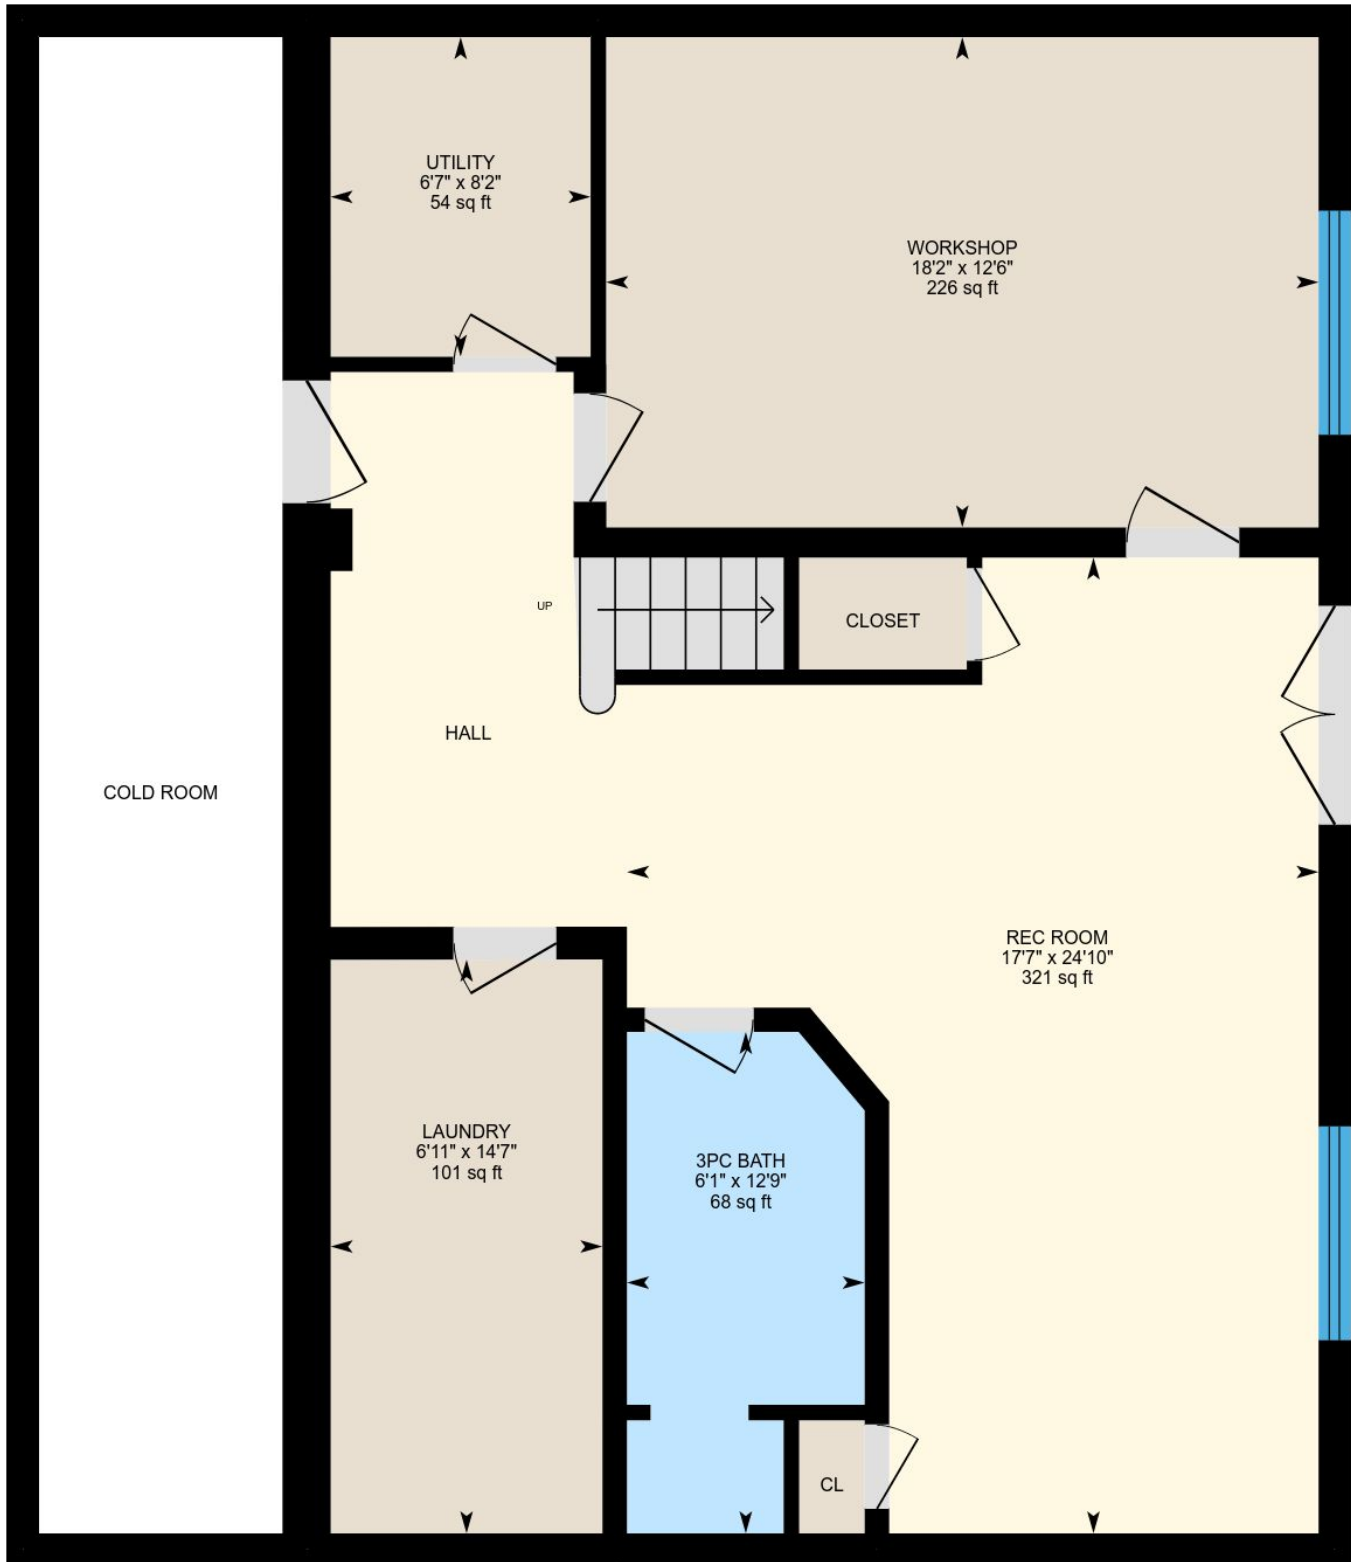 UTILITY
6'7" x 8'2"
54 sq ft
WORKSHOP
18'2" x 12'6"
226 sq ft
UP
CLOSET
HALL
COLD ROOM
REC ROOM
17'7" x 24'10"
321 sq ft
LAUNDRY
6'11" x 14'7"
101 sq ft
3PC BATH
6'1" x 12'9"
68 sq ft
CL